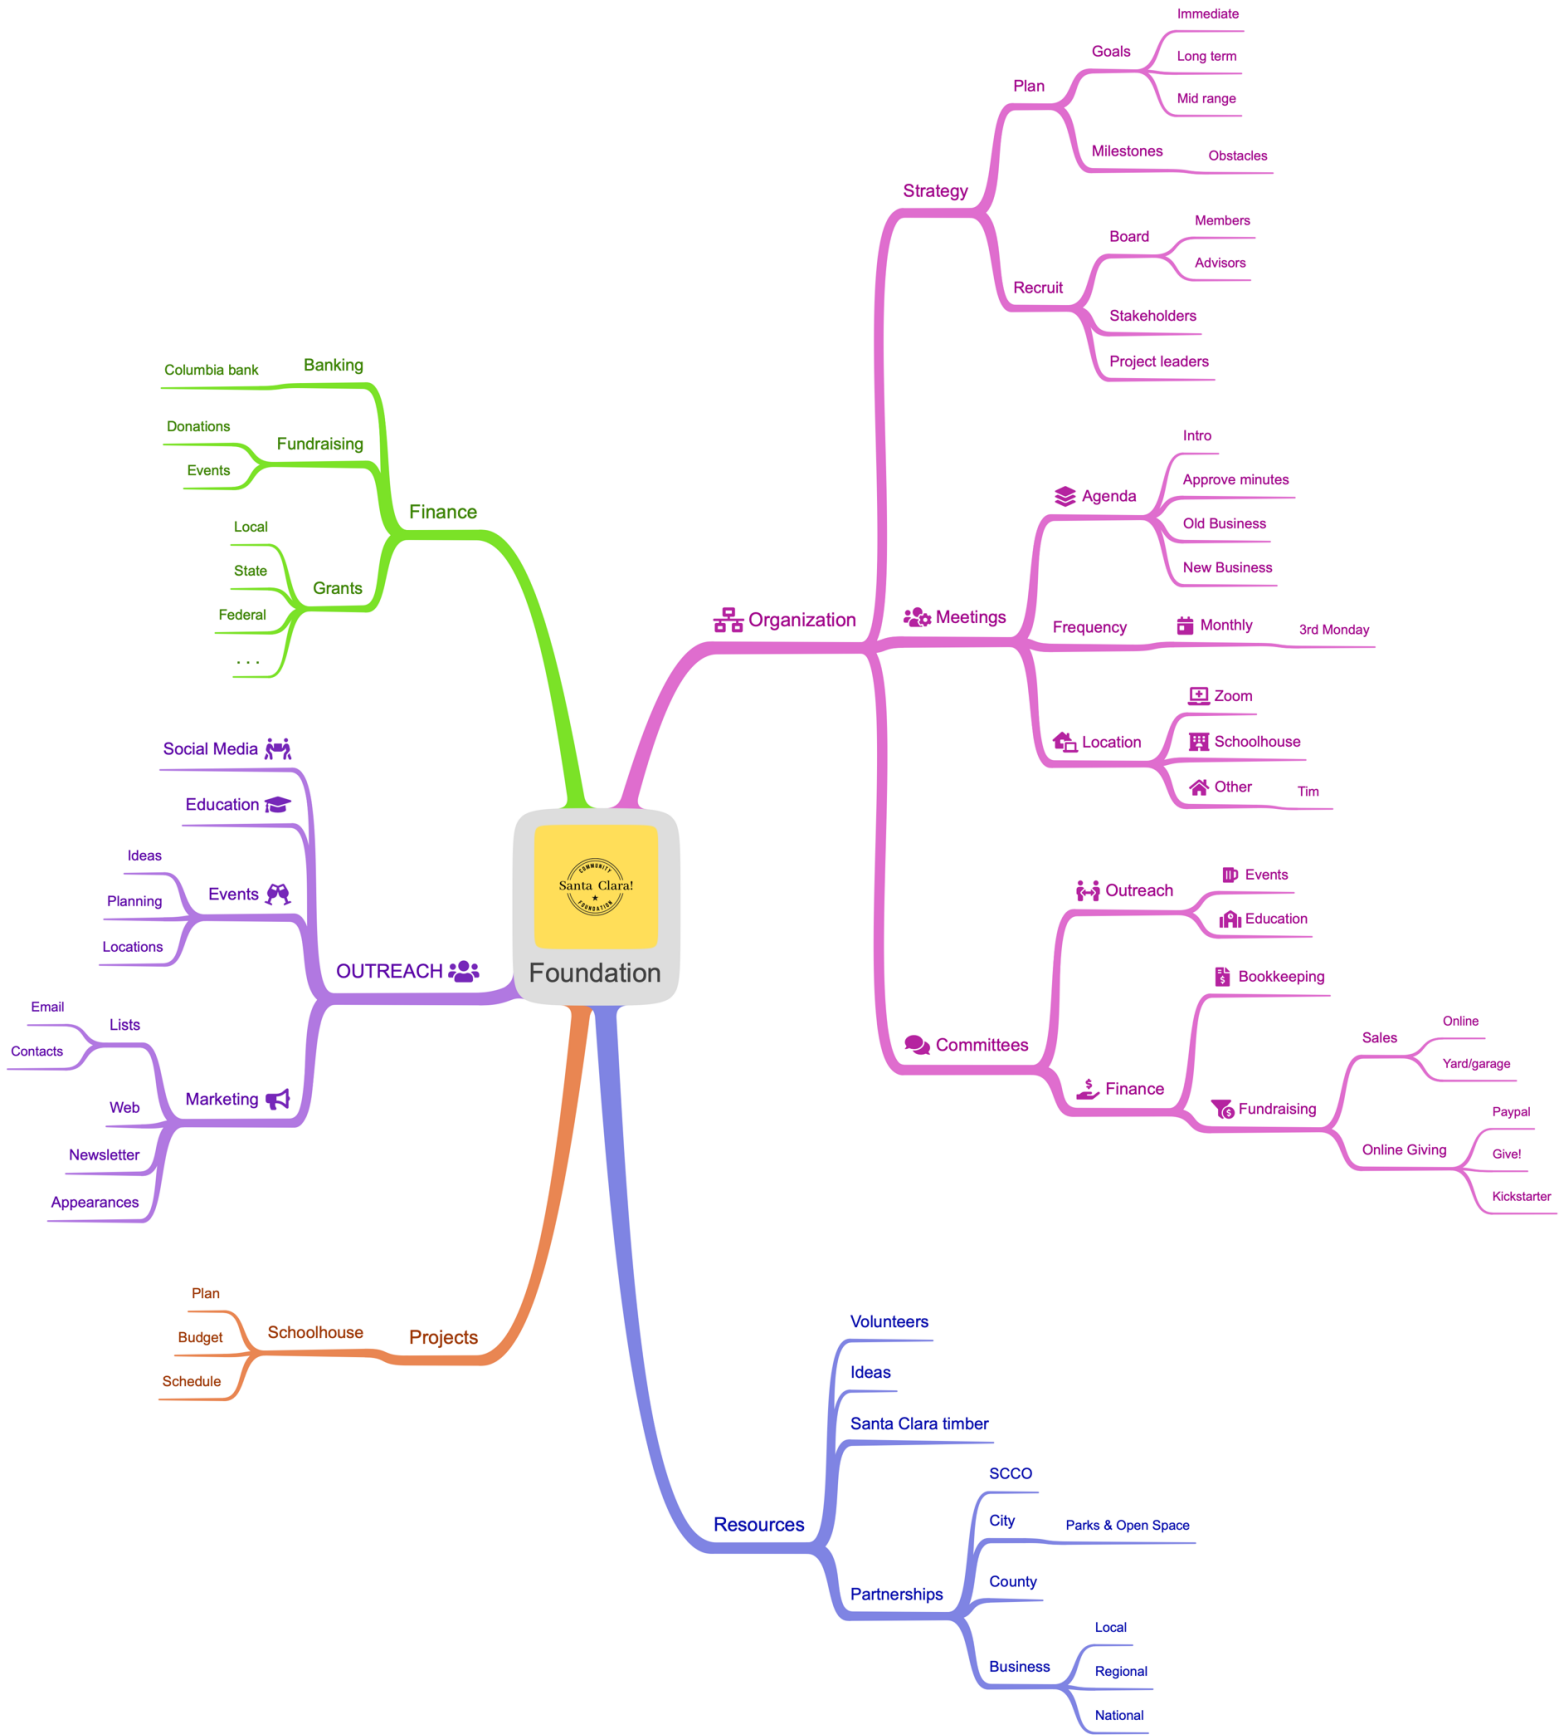 Immediate
Goals
Long term
Plan
Mid range
Milestones
Obstacles
Strategy
Members
Board
Advisors
Recruit
Stakeholders
Project leaders
Columbia bank
Banking
Donations
Fundraising
Events
Finance
Local
State
Grants
Federal
. . .
Organization
Meetings
Intro
Agenda
Approve minutes
Old Business
New Business
Frequency
Monthly
3rd Monday
Zoom
Location
Schoolhouse
Other
Tim
Social Media
Education
Ideas
Events
Planning
Locations
OUTREACH
Email
Lists
Contacts
Marketing
Web
Newsletter
Appearances
COMMUNITY
Santa Clara!
FOUNDATION
Foundation
Committees
Outreach
Events
Education
Finance
Bookkeeping
Fundraising
Sales
Online
Yard/garage
Online Giving
Paypal
Give!
Kickstarter
Plan
Schoolhouse
Projects
Budget
Schedule
Resources
Volunteers
Ideas
Santa Clara timber
Partnerships
SCCO
City
Parks & Open Space
County
Business
Local
Regional
National